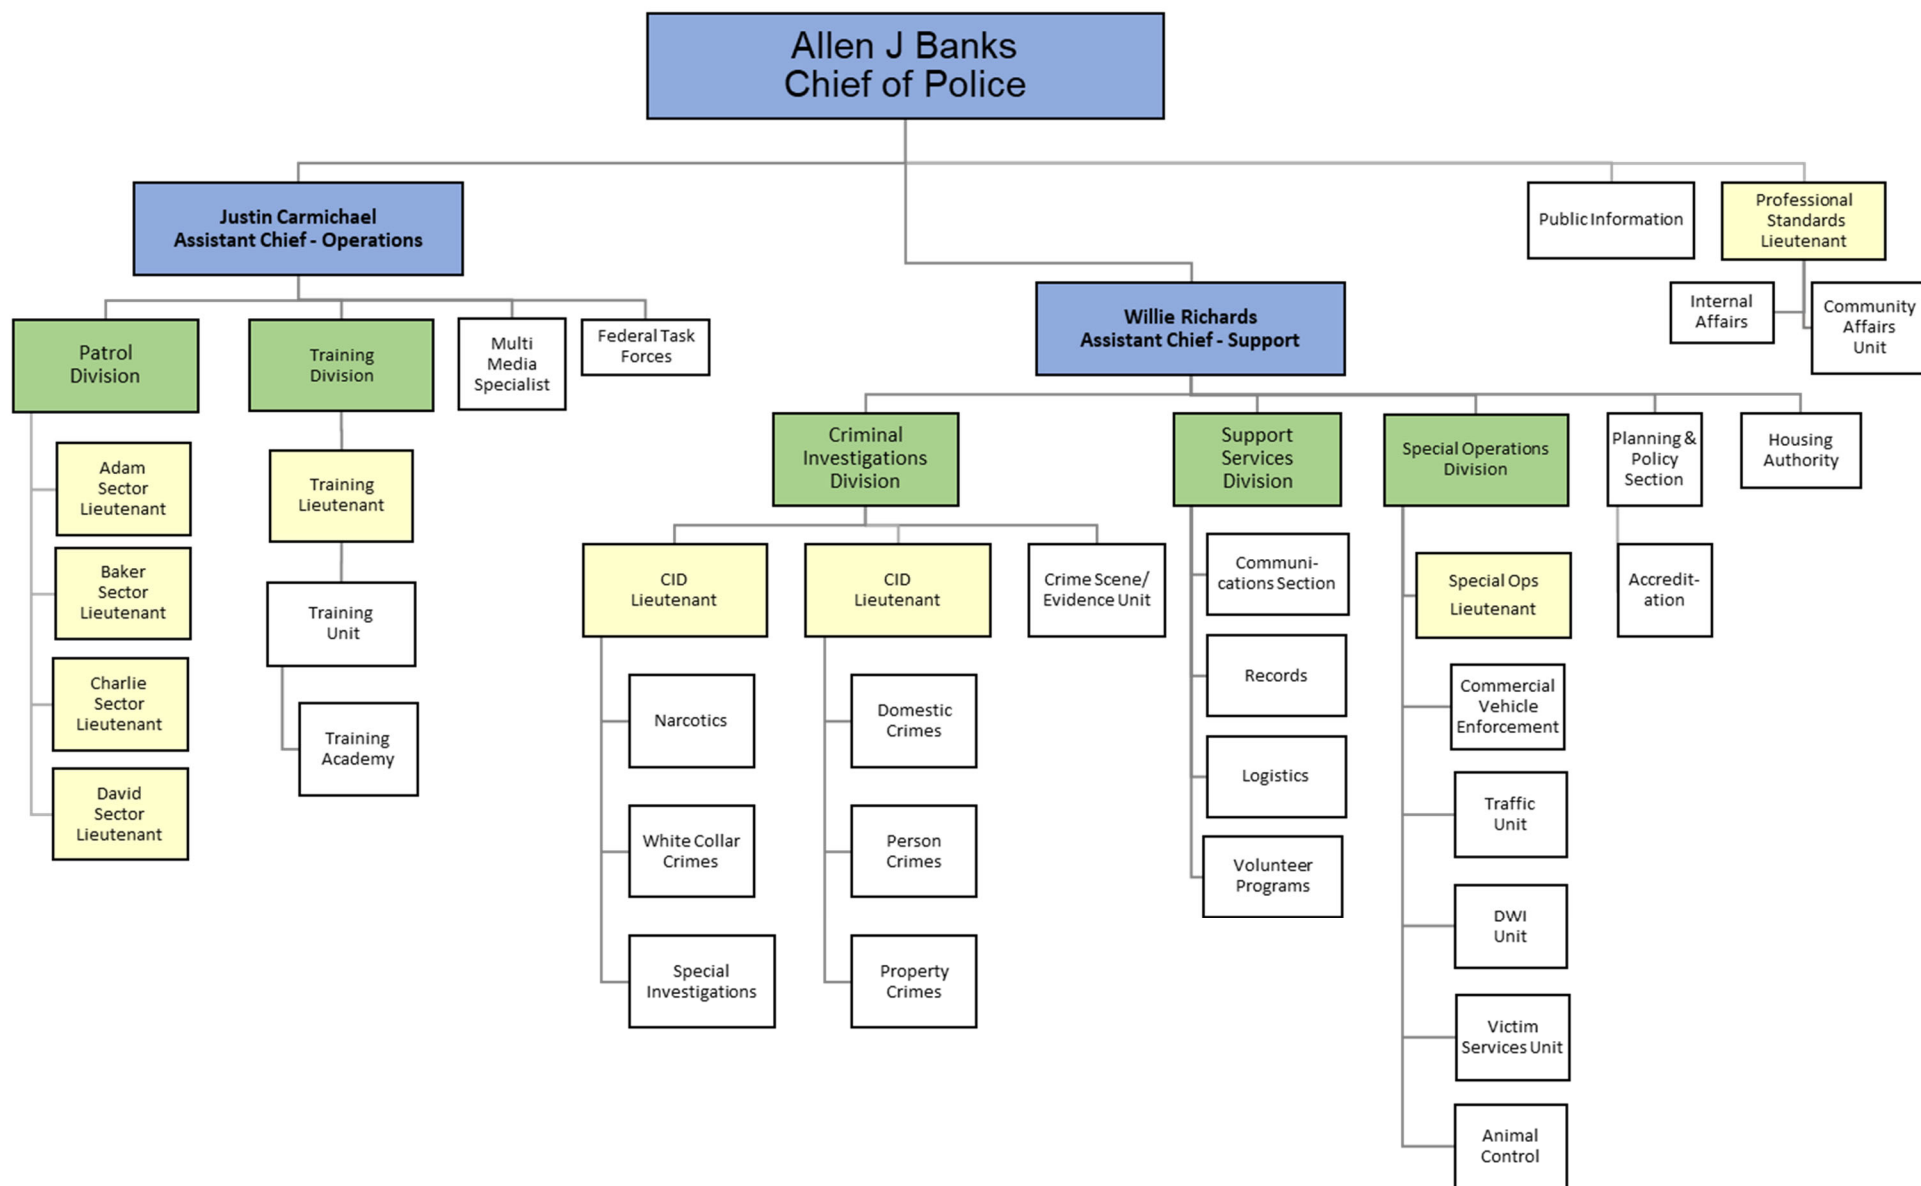 Allen J Banks
Chief of Police
Justin Carmichael
Assistant Chief - Operations
Public Information
Professional
Standards
Lieutenant
Internal
Affairs
Community
Affairs
Unit
Willie Richards
Assistant Chief - Support
Patrol
Division
Training
Division
Multi
Media
Specialist
Federal Task
Forces
Adam
Sector
Lieutenant
Baker
Sector
Lieutenant
Charlie
Sector
Lieutenant
David
Sector
Lieutenant
Training
Lieutenant
Training
Unit
Training
Academy
Criminal
Investigations
Division
Support
Services
Division
Special Operations
Division
Planning &
Policy
Section
Housing
Authority
CID
Lieutenant
CID
Lieutenant
Crime Scene/
Evidence Unit
Narcotics
White Collar
Crimes
Special
Investigations
Domestic
Crimes
Person
Crimes
Property
Crimes
Communi-
cations Section
Records
Logistics
Volunteer
Programs
Special Ops
Lieutenant
Commercial
Vehicle
Enforcement
Traffic
Unit
DWI
Unit
Victim
Services Unit
Animal
Control
Accredit-
ation